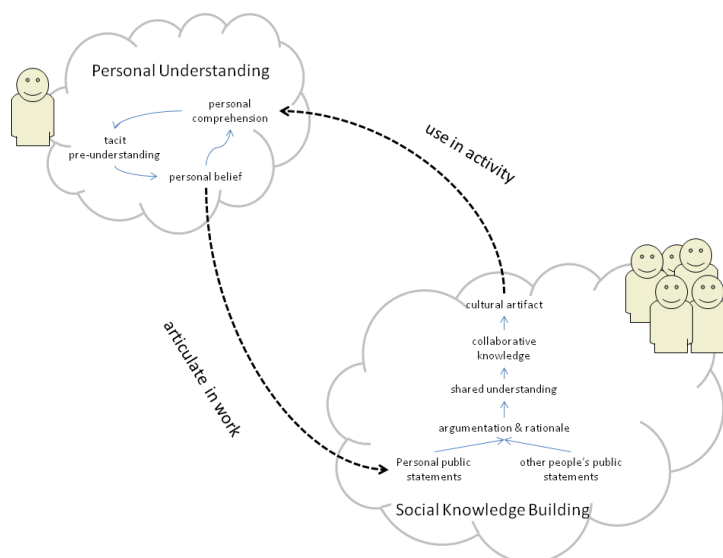 Personal Understanding
personal
comprehension
tacit
pre-understanding
personal belief
use in activity
articulate in work
cultural artifact
collaborative
knowledge
shared understanding
argumentation & rationale
Personal public
statements
other people's public
statements
Social Knowledge Building